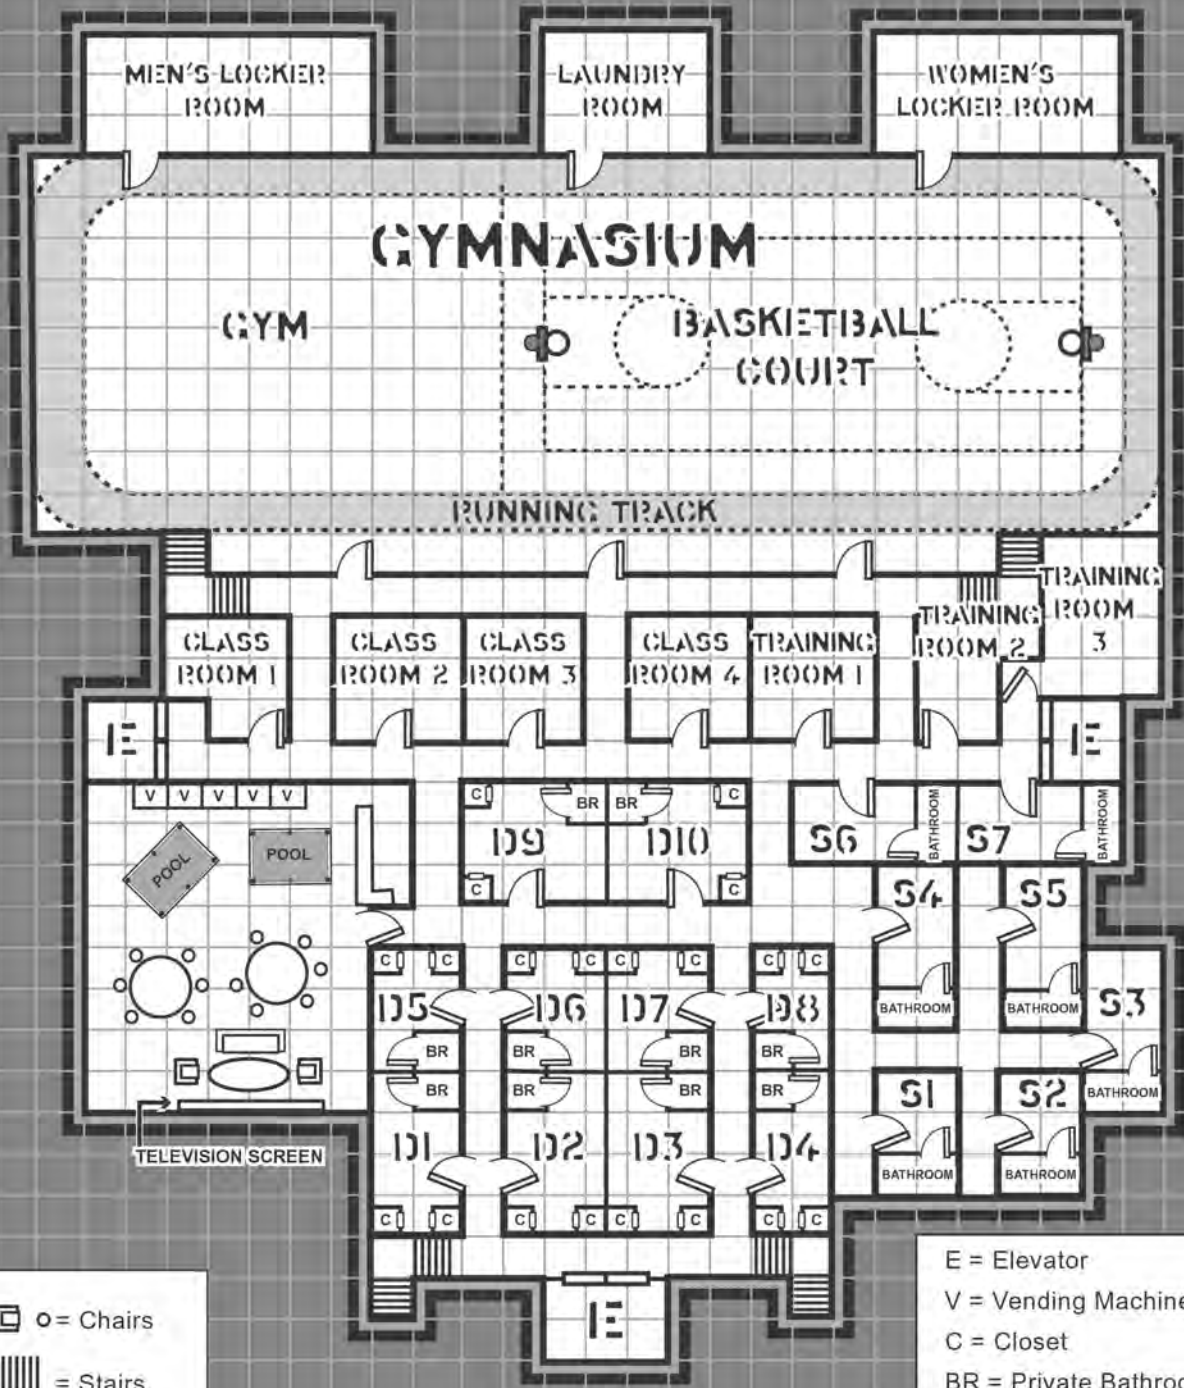 MEN'S LOCKER
ROOM
LAUNDRY
ROOM
WOMEN'S
LOCKER ROOM
GYMNASIUM
GYM
BASKETBALL
COURT
RUNNING TRACK
TRAINING
ROOM
3
TRAINING
ROOM 2
CLASS
ROOM 1
CLASS
ROOM 2
CLASS
ROOM 3
CLASS
ROOM 4
TRAINING
ROOM 1
E
E
V V V V V
POOL
POOL
C
BR
BR
C
D9
D10
C
C
S6
BATHROOM
S7
BATHROOM
S4
S5
BATHROOM
BATHROOM
S3
BATHROOM
C C
C C C C
C C
D5
D6
D7
D8
BR
BR
BR
BR
BR
BR
BR
BR
D1
D2
D3
D4
C C
C C C C
C C
S1
S2
BATHROOM
BATHROOM
TELEVISION SCREEN
E
= Chairs
= Stairs
E = Elevator
V = Vending Machine
C = Closet
BR = Private